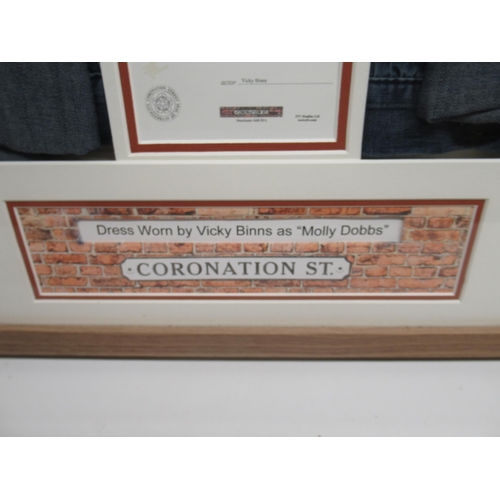 Vicky Binns
Dress Worn by Vicky Binns as "Molly Dobbs"
· CORONATION ST. ·